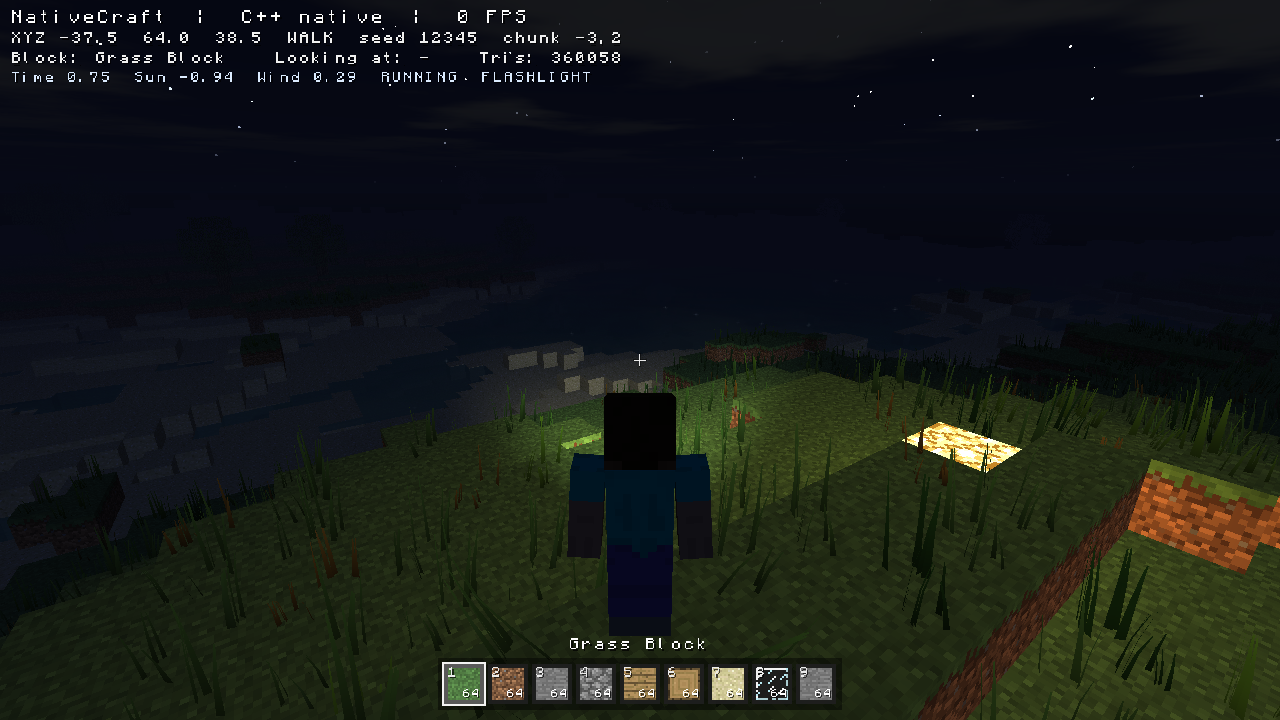 NativeCraft | C++ native | 0 FPS
XYZ -37.5 64.0 38.5 WALK seed 12345 chunk -3,2
Block: Grass Block Looking at: - Tris: 360058
Time 0.75 Sun -0.94 Wind 0.29 RUNNING FLASHLIGHT
Grass Block
1 2 3 4 5 6 7 8 9
64 64 64 64 64 64 64 64 64